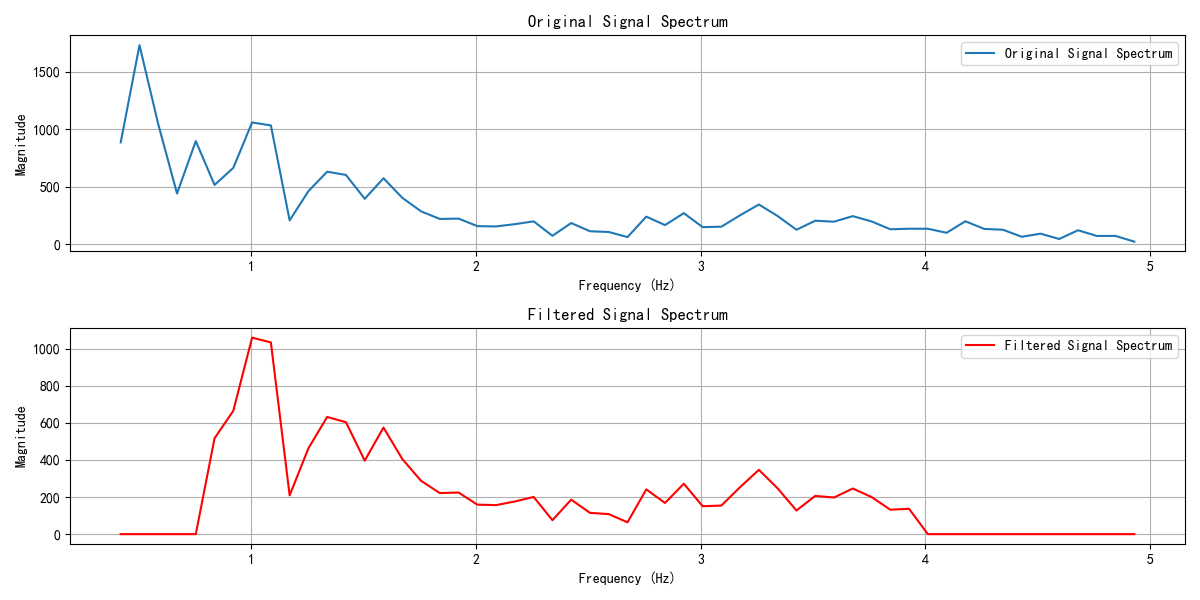 Original Signal Spectrum
Original Signal Spectrum
Magnitude
1500
1000
500
0
1 2 3 4 5
Frequency (Hz)
Filtered Signal Spectrum
Filtered Signal Spectrum
Magnitude
1000
800
600
400
200
0
1 2 3 4 5
Frequency (Hz)